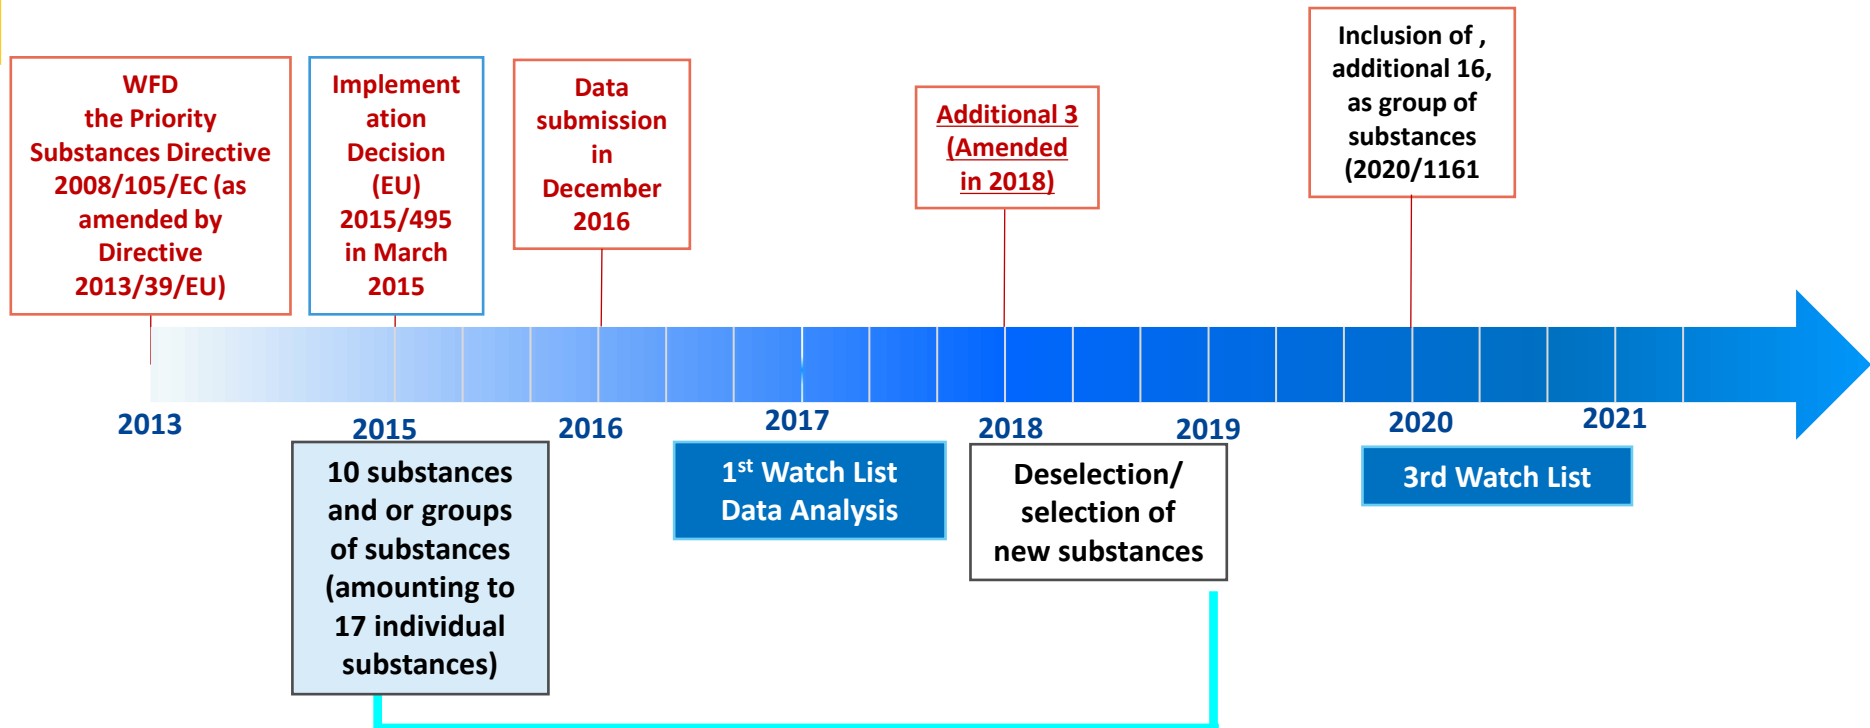 WFD
the Priority
Substances Directive
2008/105/EC (as
amended by
Directive
2013/39/EU)
Implement
ation
Decision
(EU)
2015/495
in March
2015
Data
submission
in
December
2016
Additional 3
(Amended
in 2018)
Inclusion of ,
additional 16,
as group of
substances
(2020/1161
2013
2015
2016
2017
2018
2019
2020
2021
10 substances
and or groups
of substances
(amounting to
17 individual
substances)
1st Watch List
Data Analysis
Deselection/
selection of
new substances
3rd Watch List